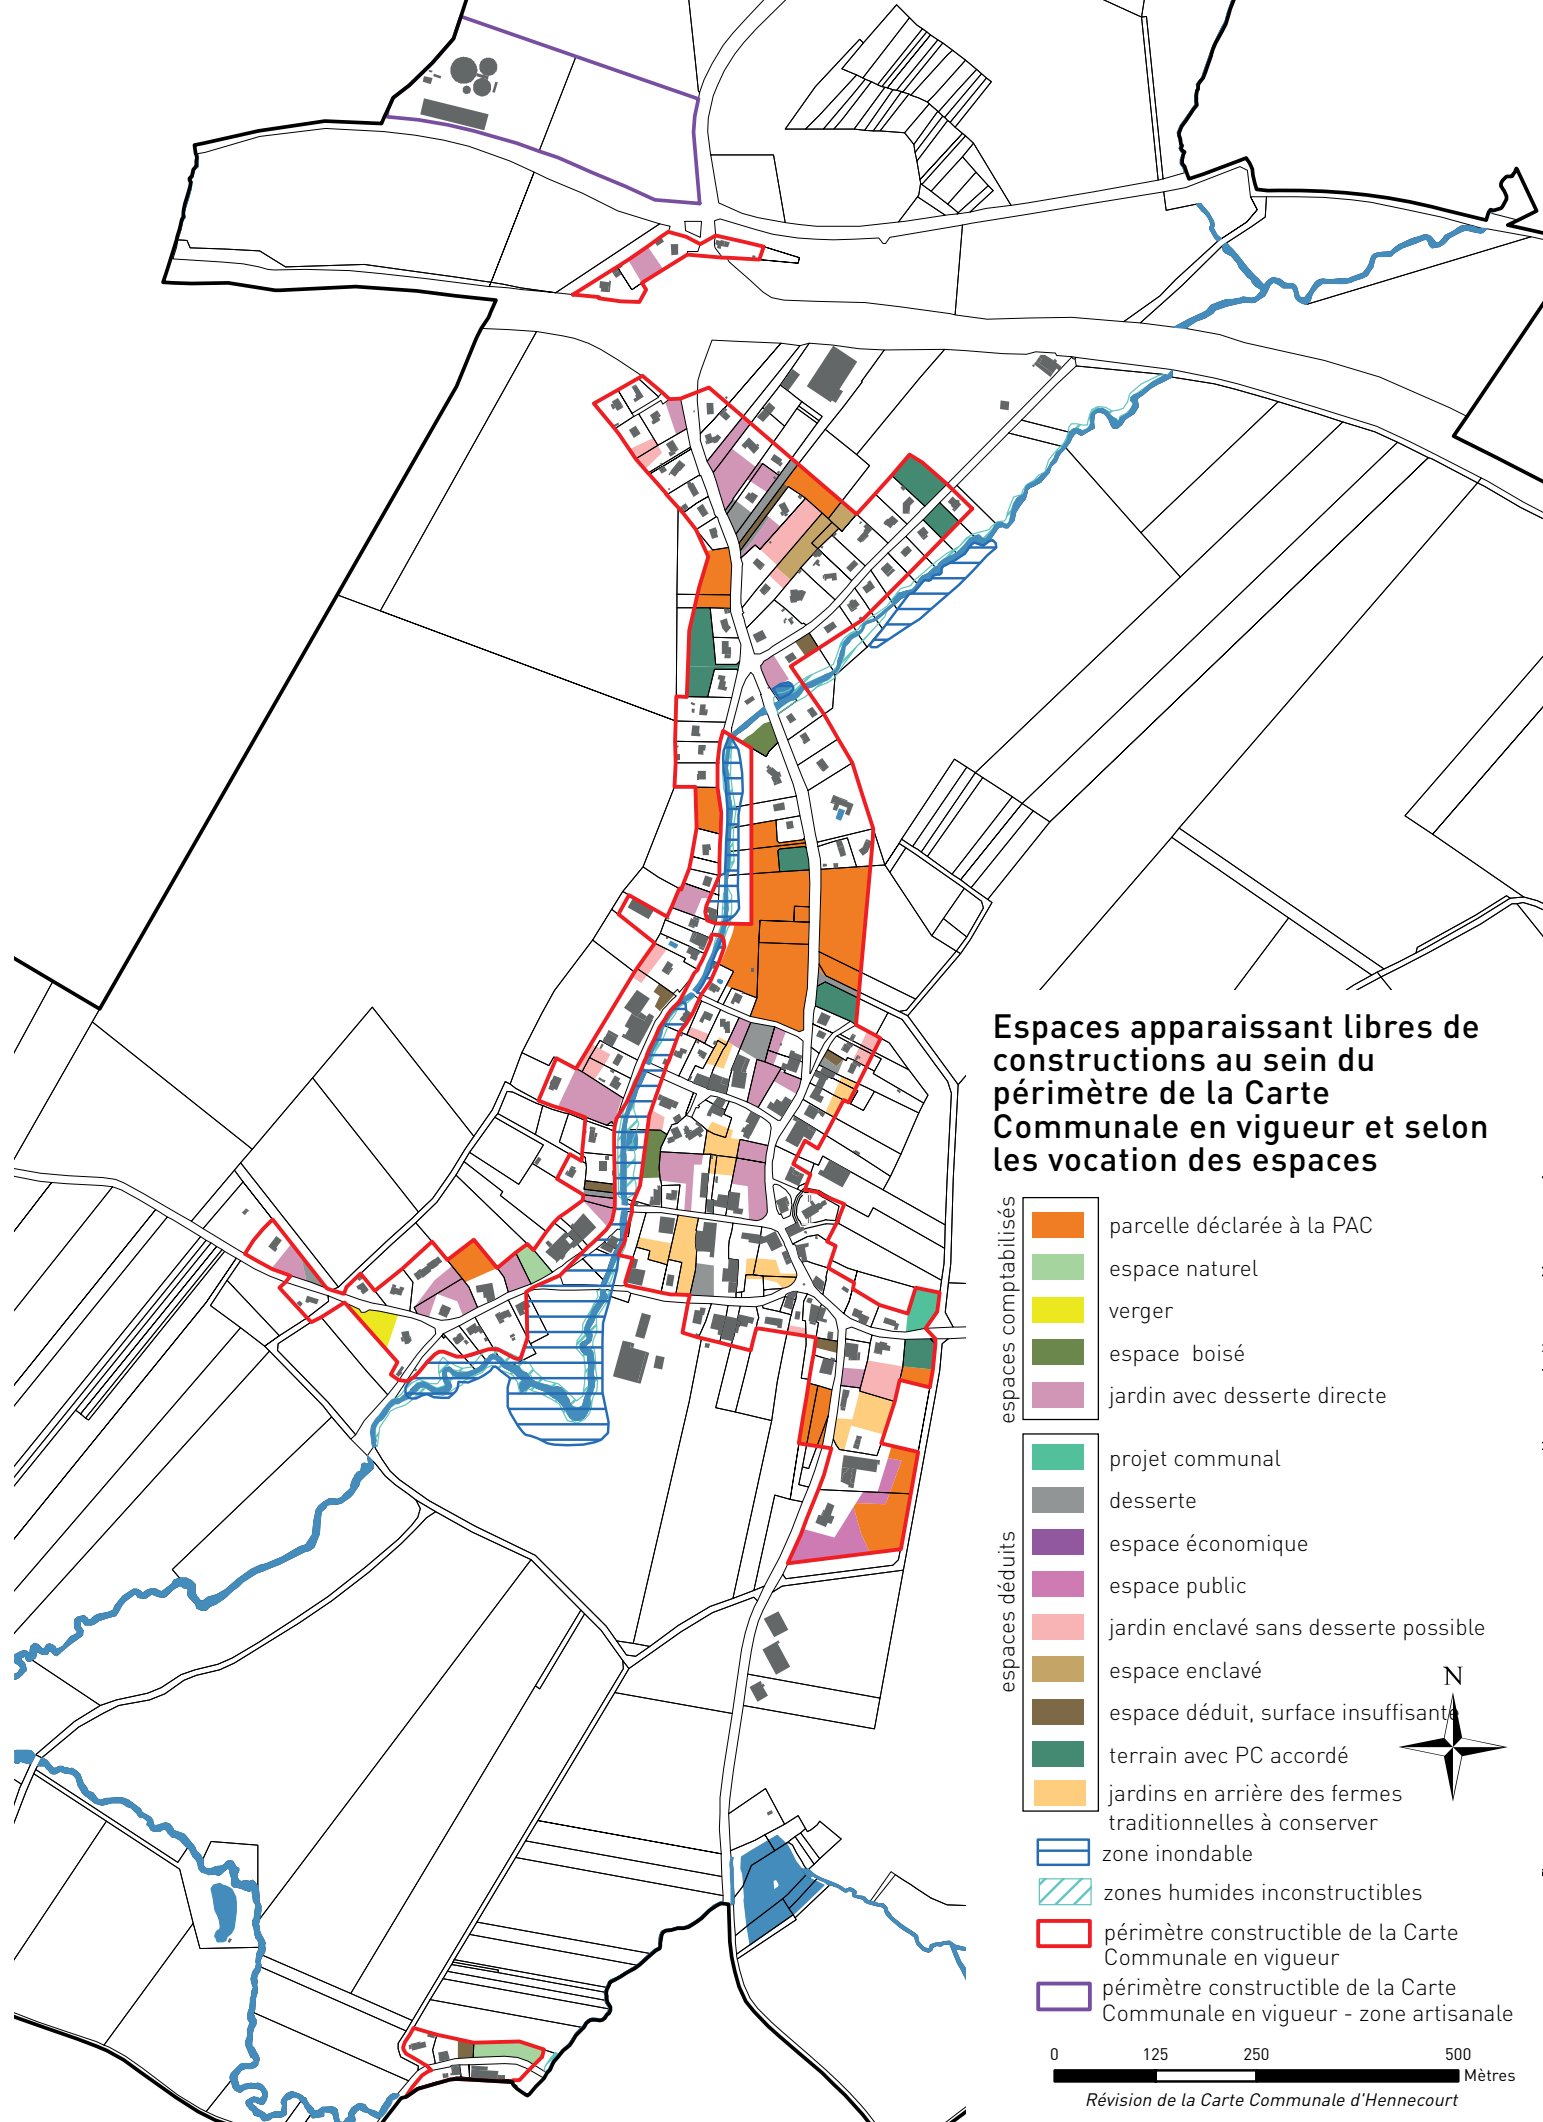 Espaces apparaissant libres de
constructions au sein du
périmètre de la Carte
Communale en vigueur et selon
les vocation des espaces
espaces comptabilisés
parcelle déclarée à la PAC
espace naturel
verger
espace boisé
jardin avec desserte directe
espaces déduits
projet communal
desserte
espace économique
espace public
jardin enclavé sans desserte possible
espace enclavé
espace déduit, surface insuffisante
terrain avec PC accordé
jardins en arrière des fermes
traditionnelles à conserver
N
zone inondable
zones humides inconstructibles
périmètre constructible de la Carte
Communale en vigueur
périmètre constructible de la Carte
Communale en vigueur - zone artisanale
0 125 250 500
Mètres
Révision de la Carte Communale d'Hennecourt